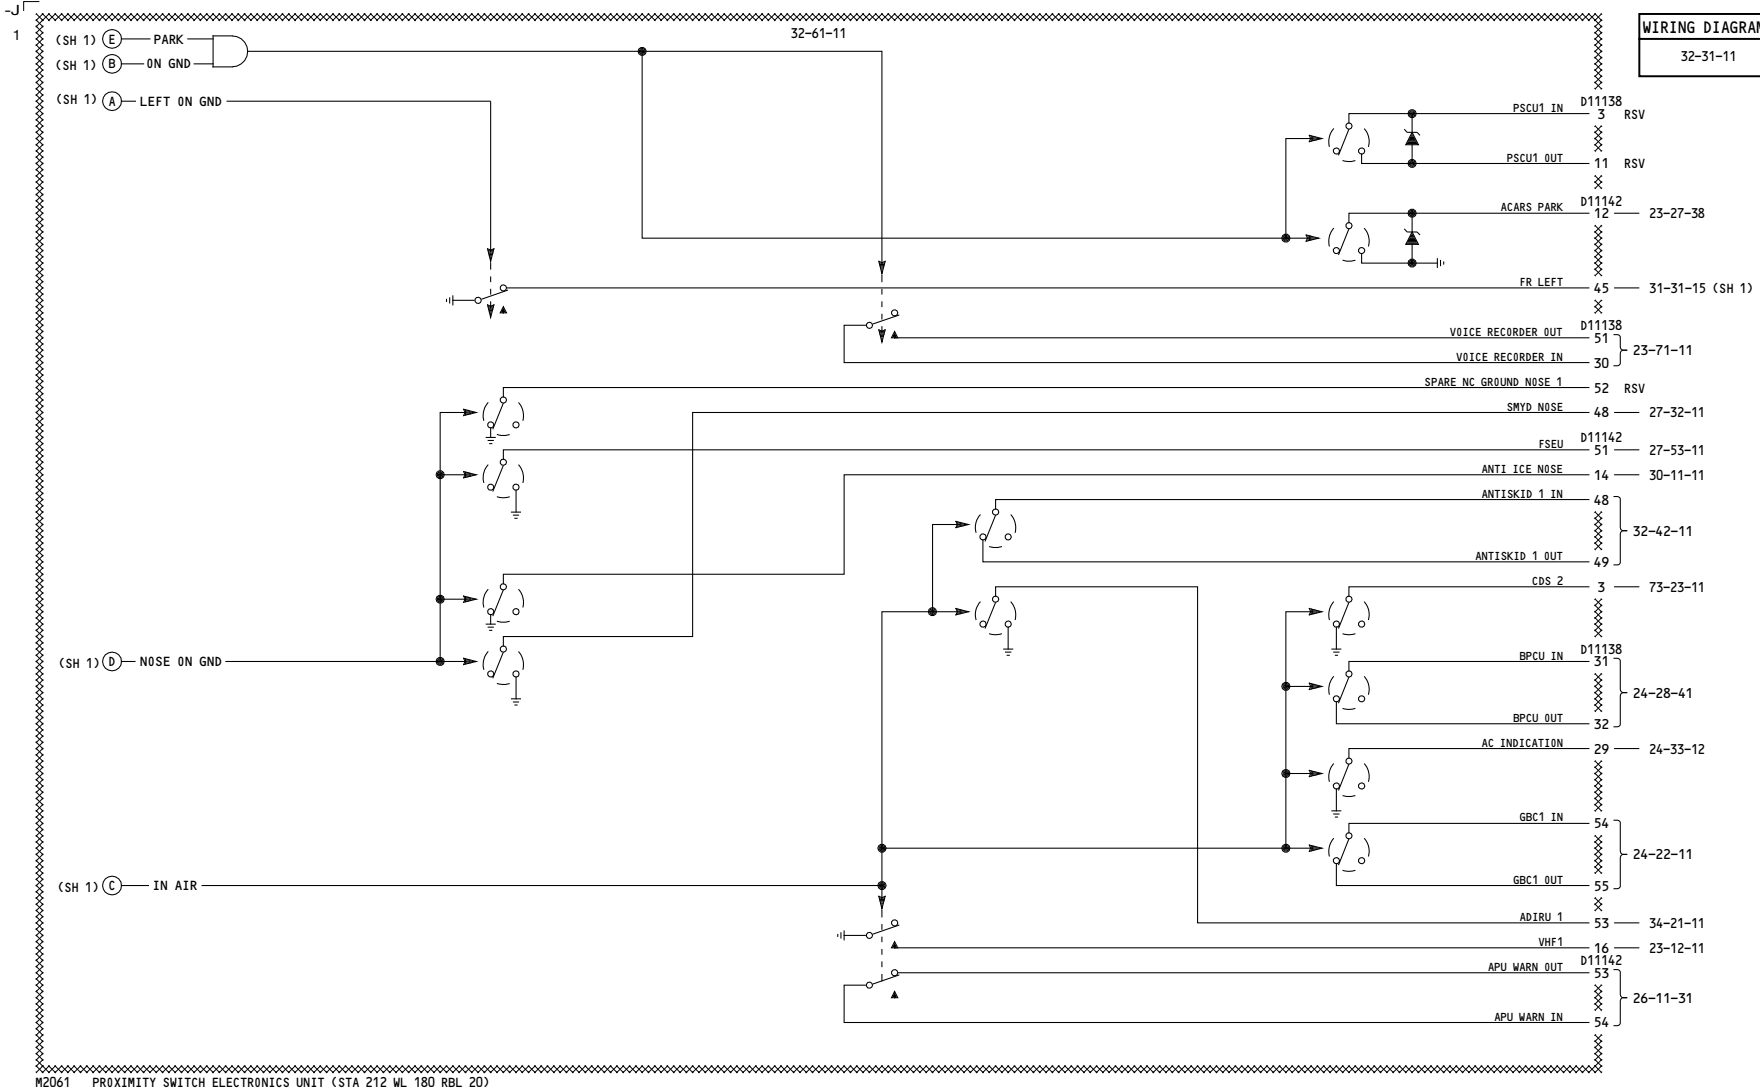 -J
1
32-61-11
WIRING DIAGRAM
32-31-11
(SH 1) E PARK
(SH 1) B ON GND
(SH 1) A LEFT ON GND
D11138
PSCU1 IN 3 RSV
PSCU1 OUT 11 RSV
D11142
ACARS PARK 12 23-27-38
FR LEFT 45 31-31-15 (SH 1)
D11138
VOICE RECORDER OUT 51
23-71-11
VOICE RECORDER IN 30
SPARE NC GROUND NOSE 1 52 RSV
SMYD NOSE 48 27-32-11
D11142
FSEU 51 27-53-11
ANTI ICE NOSE 14 30-11-11
ANTISKID 1 IN 48
32-42-11
ANTISKID 1 OUT 49
CDS 2 3 73-23-11
D11138
(SH 1) D NOSE ON GND
BPCU IN 31
24-28-41
BPCU OUT 32
AC INDICATION 29 24-33-12
GBC1 IN 54
24-22-11
GBC1 OUT 55
(SH 1) C IN AIR
ADIRU 1 53 34-21-11
VHF1 16 23-12-11
D11142
APU WARN OUT 53
26-11-31
APU WARN IN 54
M2061 PROXIMITY SWITCH ELECTRONICS UNIT (STA 212 WL 180 RBL 20)